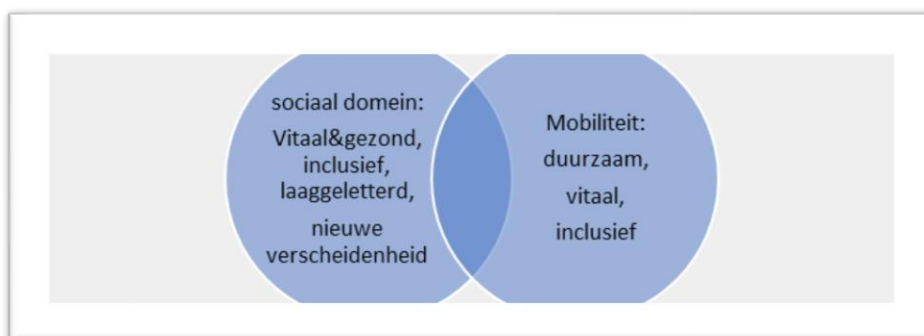 sociaal domein:
Vitaal&gezond,
inclusief,
laaggeletterd,
nieuwe
verscheidenheid
Mobiliteit:
duurzaam,
vitaal,
inclusief